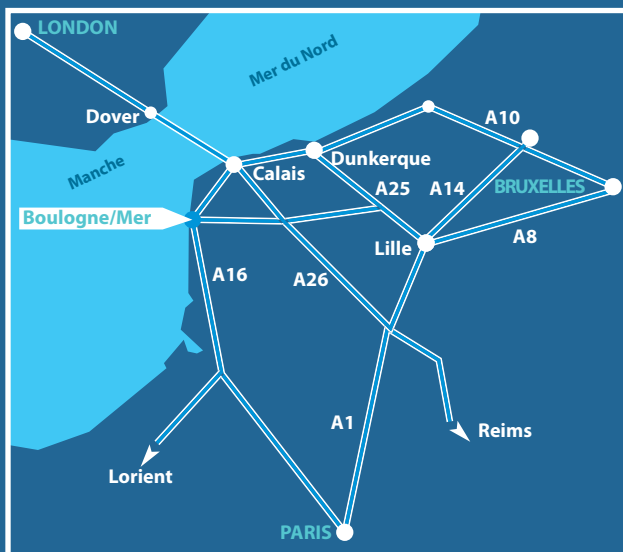 LONDON
Mer du Nord
Dover
A10
Manche
Dunkerque
Calais
A25
A14
BRUXELLES
Boulogne/Mer
Lille
A8
A16
A26
A1
Reims
Lorient
PARIS